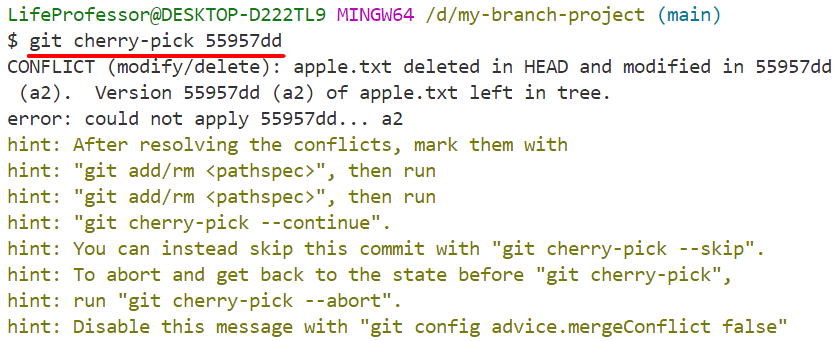 LifeProfessor@DESKTOP-D222TL9 MINGW64 /d/my-branch-project (main)
$ git cherry-pick 55957dd
CONFLICT (modify/delete): apple.txt deleted in HEAD and modified in 55957dd
 (a2).  Version 55957dd (a2) of apple.txt left in tree.
error: could not apply 55957dd... a2
hint: After resolving the conflicts, mark them with
hint: "git add/rm <pathspec>", then run
hint: "git add/rm <pathspec>", then run
hint: "git cherry-pick --continue".
hint: You can instead skip this commit with "git cherry-pick --skip".
hint: To abort and get back to the state before "git cherry-pick",
hint: run "git cherry-pick --abort".
hint: Disable this message with "git config advice.mergeConflict false"